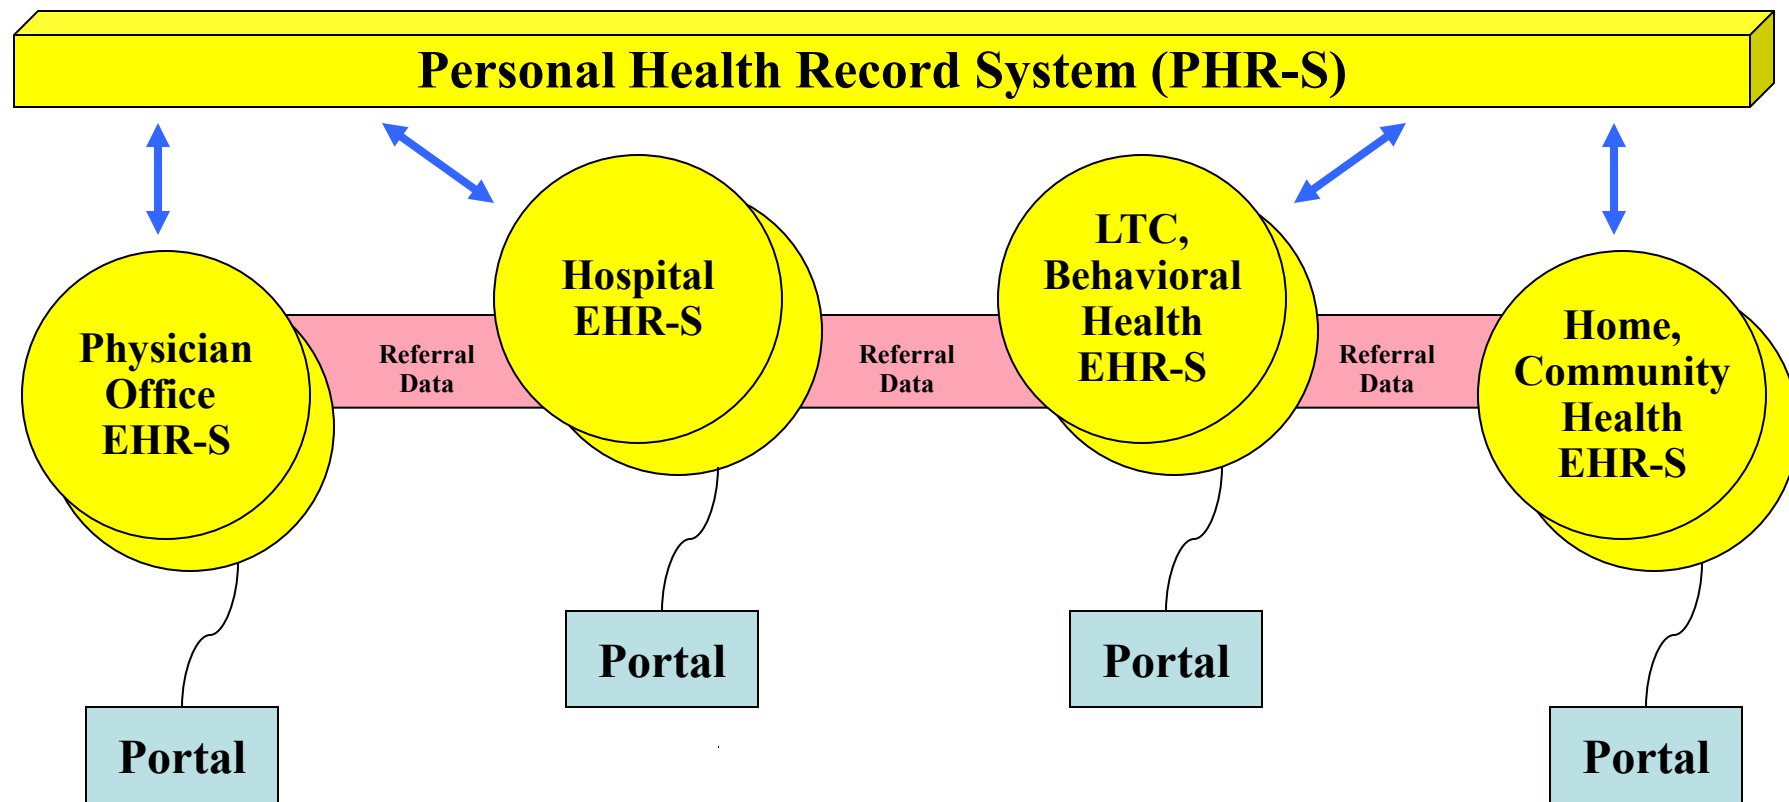 Personal Health Record System (PHR-S)
Physician
Office
EHR-S
Referral
Data
Hospital
EHR-S
Referral
Data
LTC,
Behavioral
Health
EHR-S
Referral
Data
Home,
Community
Health
EHR-S
Portal
Portal
Portal
Portal